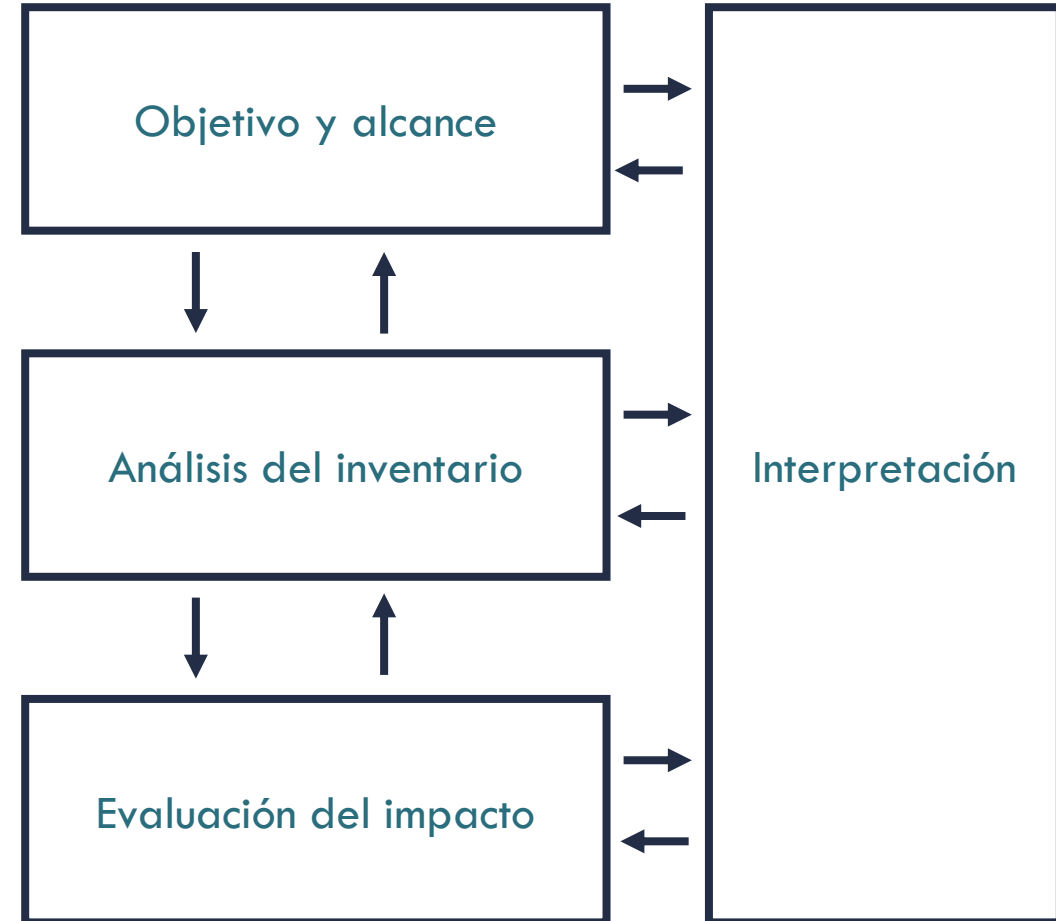 Objetivo y alcance
Análisis del inventario
Interpretación
Evaluación del impacto